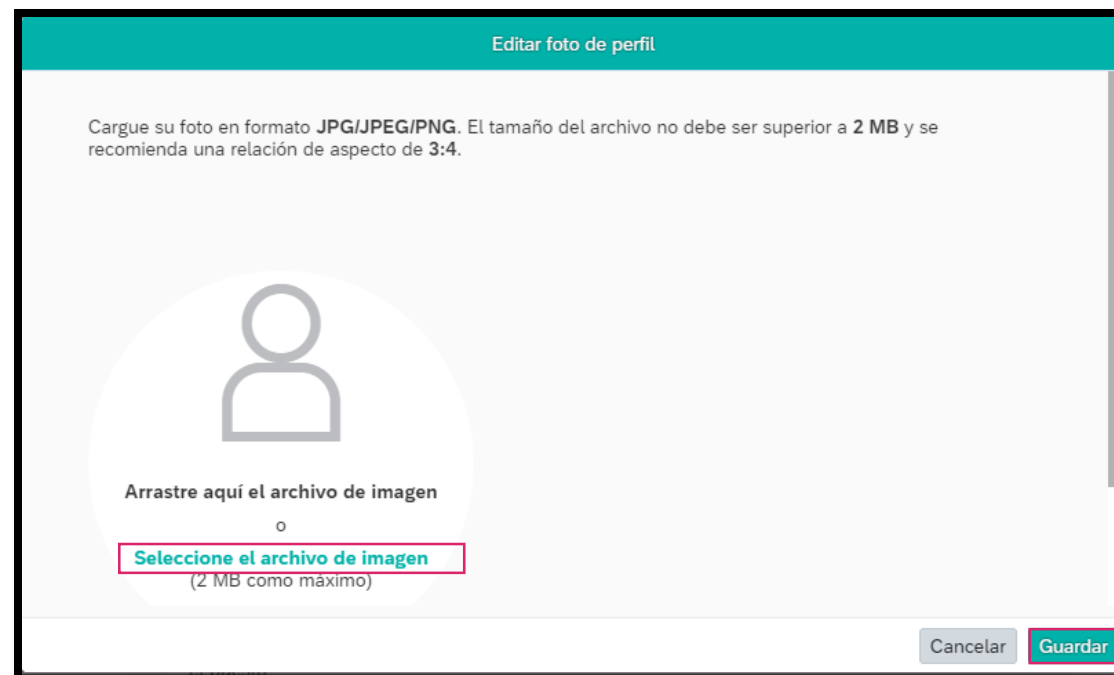 Editar foto de perfil
Cargue su foto en formato JPG/JPEG/PNG. El tamaño del archivo no debe ser superior a 2 MB y se
recomienda una relación de aspecto de 3:4.
Arrastre aquí el archivo de imagen
o
Seleccione el archivo de imagen
(2 MB como máximo)
Cancelar Guardar